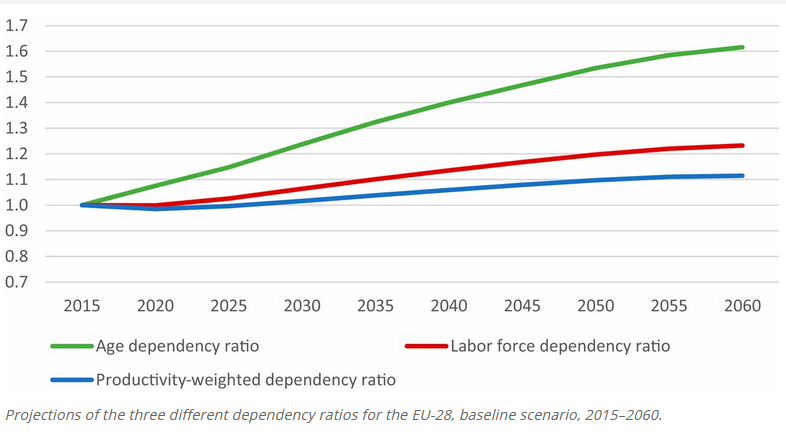 1.7
1.6
1.5
1.4
1.3
1.2
1.1
1.0
0.9
0.8
0.7
2015 2020 2025 2030 2035 2040 2045 2050 2055 2060
Age dependency ratio Labor force dependency ratio
Productivity-weighted dependency ratio
Projections of the three different dependency ratios for the EU-28, baseline scenario, 2015–2060.